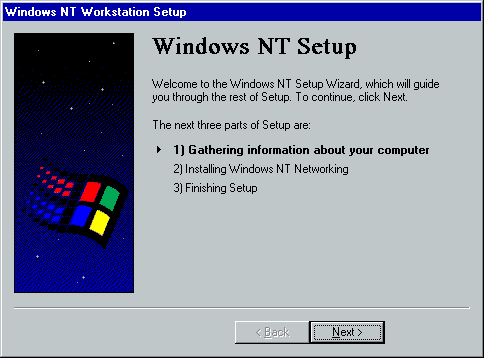 Windows NT Workstation Setup
Windows NT Setup
Welcome to the Windows NT Setup Wizard, which will guide
you through the rest of Setup. To continue, click Next.
The next three parts of Setup are:
1) Gathering information about your computer
2) Installing Windows NT Networking
3) Finishing Setup
< Back
Next >